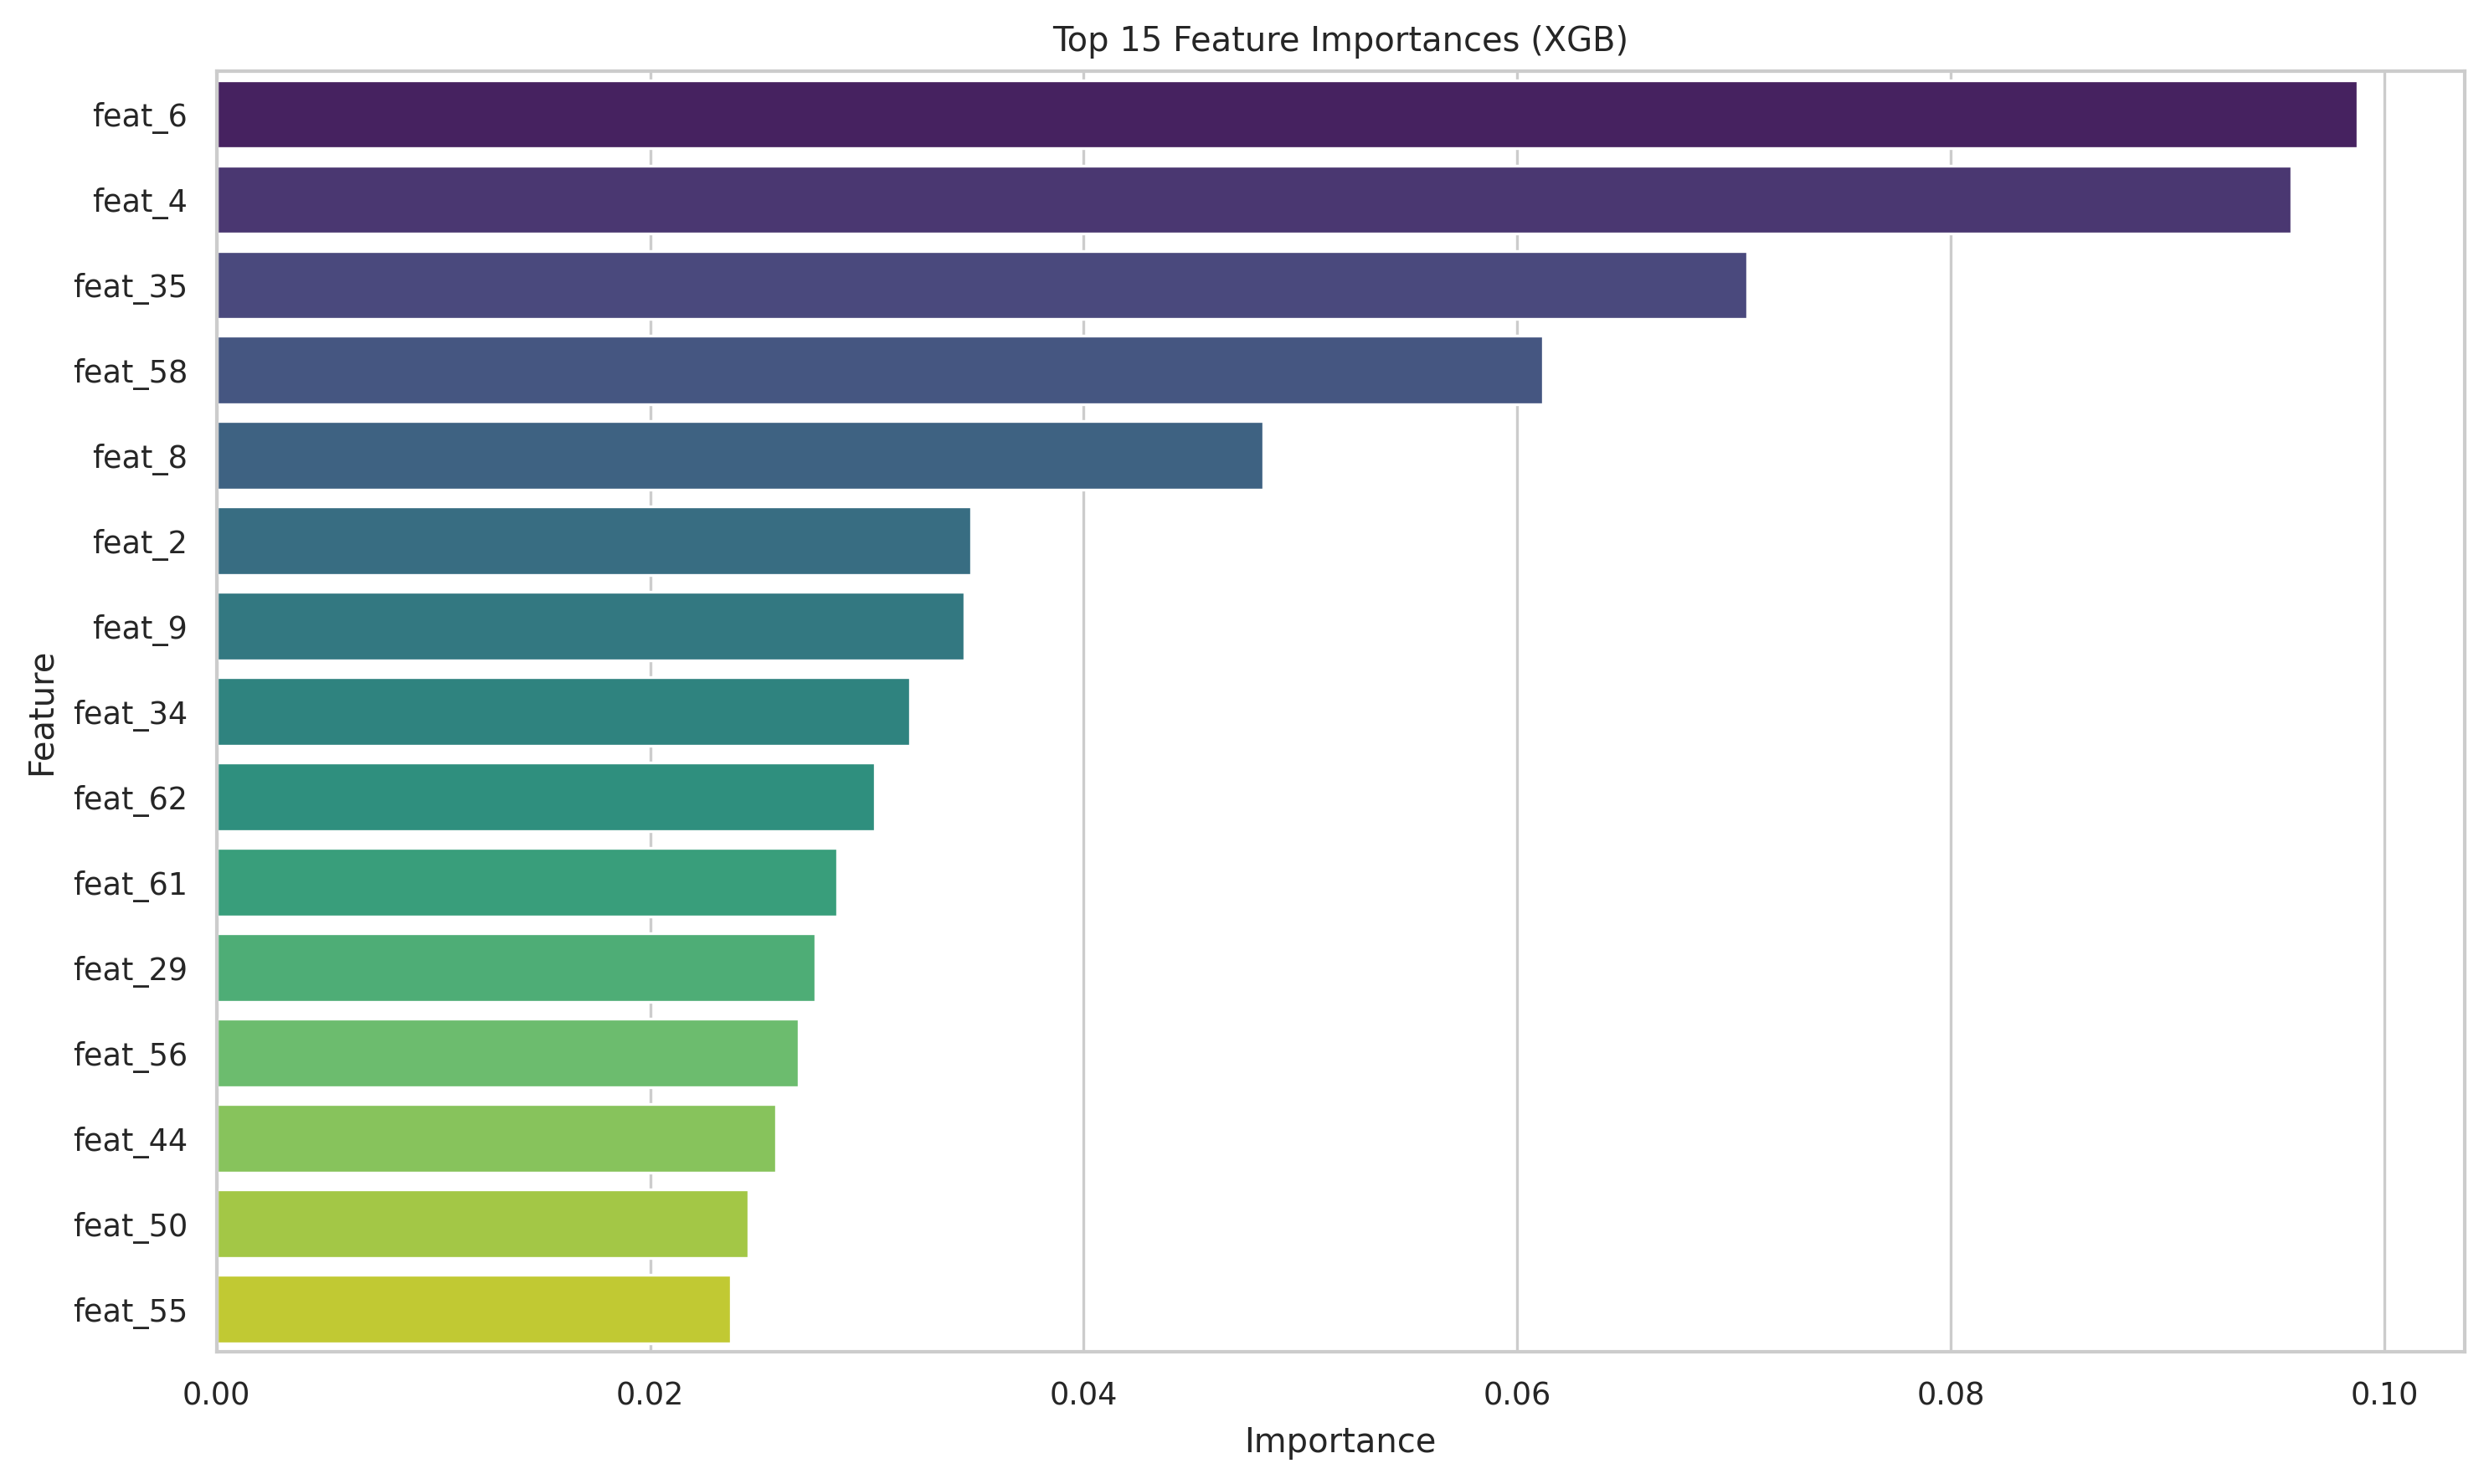 Top 15 Feature Importances (XGB)
feat_6
feat_4
feat_35
feat_58
feat_8
feat_2
feat_9
feat_34
feat_62
feat_61
feat_29
feat_56
feat_44
feat_50
feat_55
Feature
0.00 0.02 0.04 0.06 0.08 0.10
Importance